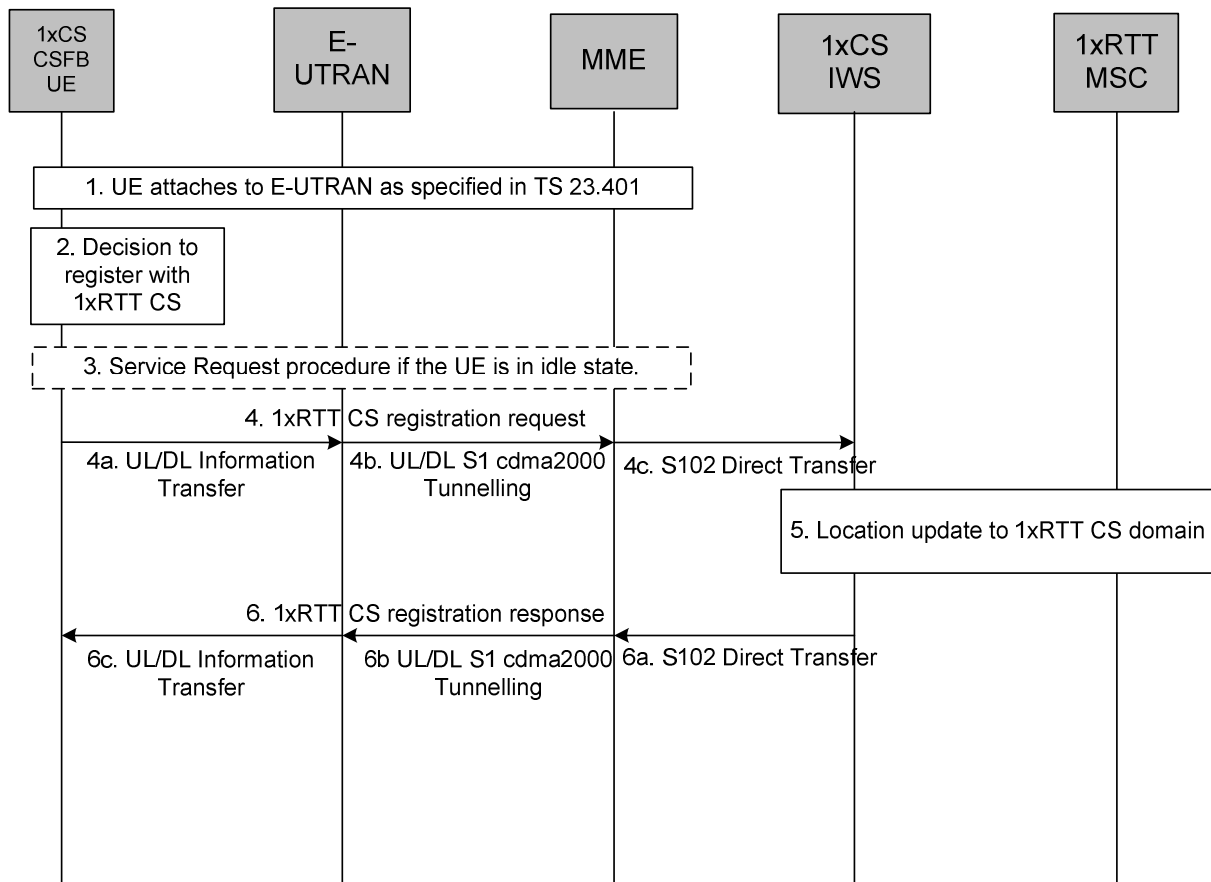 1xCS
CSFB
UE
E-
UTRAN
MME
1xCS
IWS
1xRTT
MSC
1. UE attaches to E-UTRAN as specified in TS 23.401
2. Decision to
register with
1xRTT CS
3. Service Request procedure if the UE is in idle state.
4. 1xRTT CS registration request
4a. UL/DL Information
Transfer
4b. UL/DL S1 cdma2000
Tunnelling
4c. S102 Direct Transfer
5. Location update to 1xRTT CS domain
6. 1xRTT CS registration response
6c. UL/DL Information
Transfer
6b UL/DL S1 cdma2000
Tunnelling
6a. S102 Direct Transfer